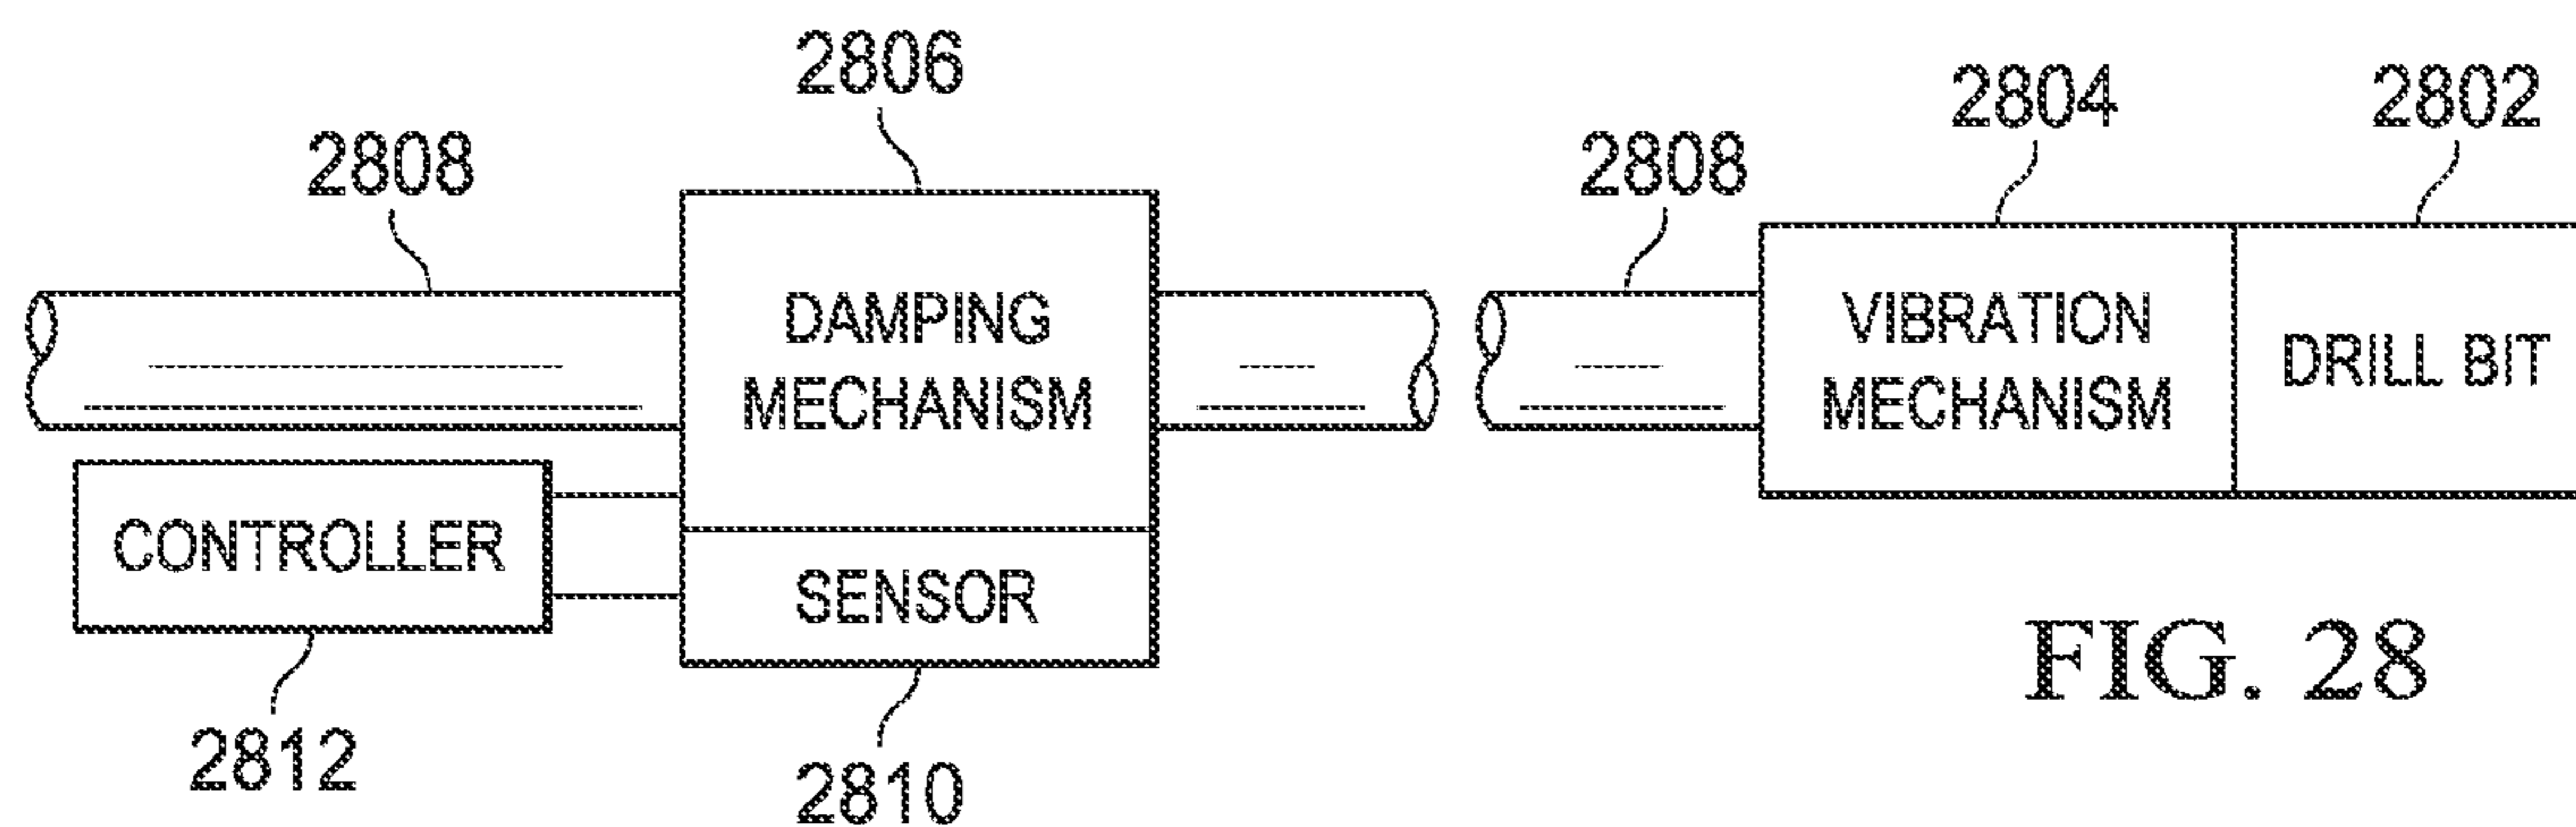 2806
2804
2802
2808
2808
DAMPING
MECHANISM
VIBRATION
MECHANISM
DRILL BIT
CONTROLLER
SENSOR
FIG. 28
2812
2810